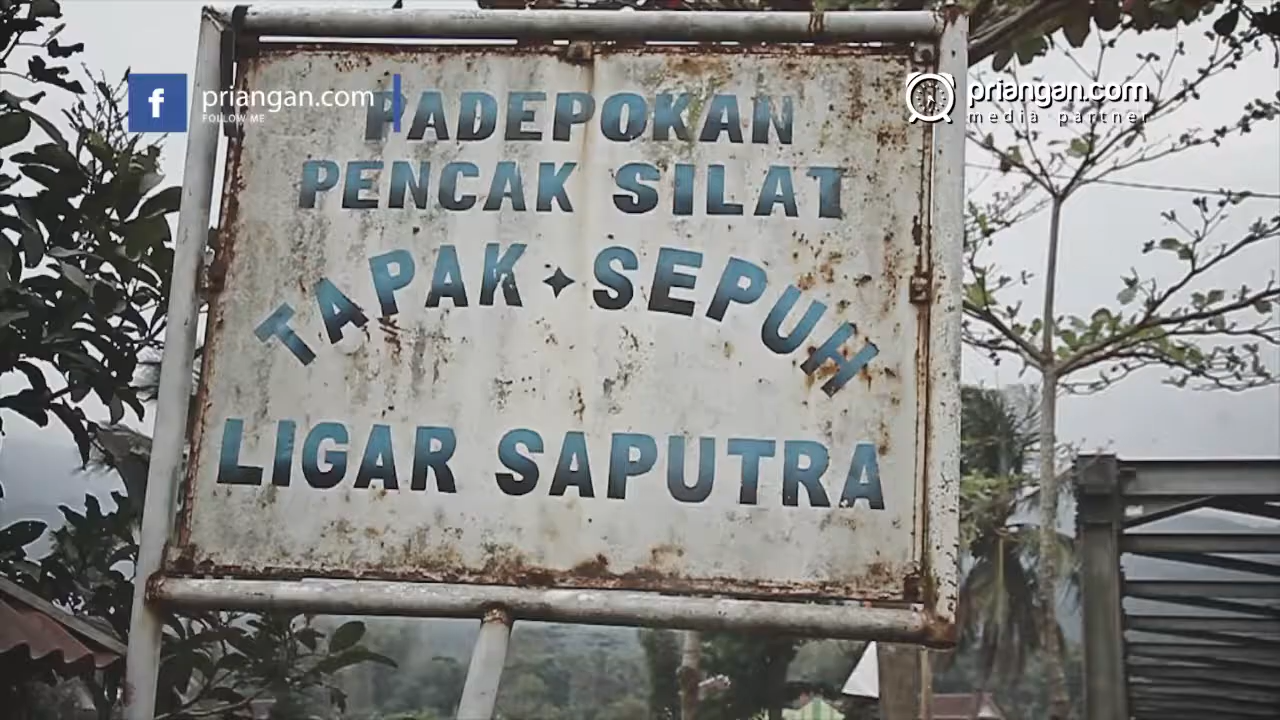 priangan.com
FOLLOW ME
priangan.com
media partner
PADEPOKAN
PENCAK SILAT
TAPAK SEPUH
LIGAR SAPUTRA